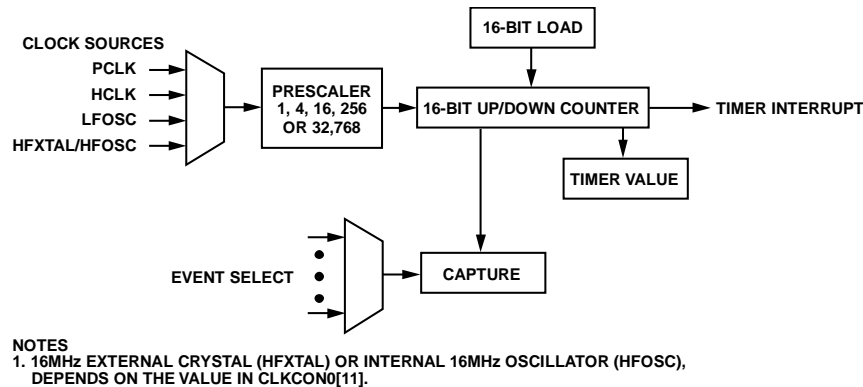 16-BIT LOAD
CLOCK SOURCES
PCLK
HCLK
LFOSC
HFXTAL/HFOSC
PRESCALER
1, 4, 16, 256
OR 32,768
16-BIT UP/DOWN COUNTER
TIMER INTERRUPT
TIMER VALUE
EVENT SELECT
CAPTURE
NOTES
1. 16MHz EXTERNAL CRYSTAL (HFXTAL) OR INTERNAL 16MHz OSCILLATOR (HFOSC),
DEPENDS ON THE VALUE IN CLKCON0[11].